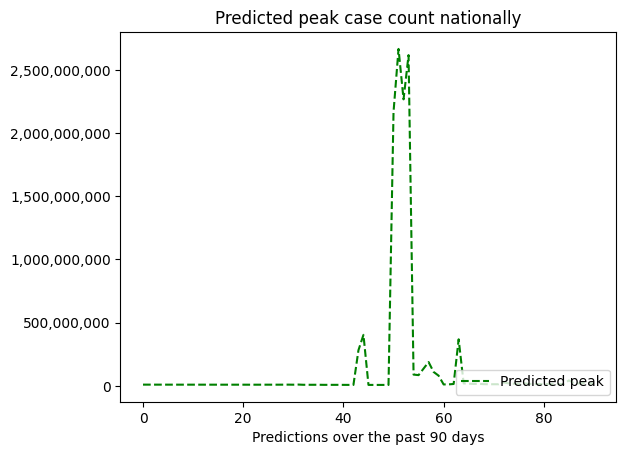 Predicted peak case count nationally
2,500,000,000
2,000,000,000
1,500,000,000
1,000,000,000
500,000,000
0
Predicted peak
0 20 40 60 80
Predictions over the past 90 days